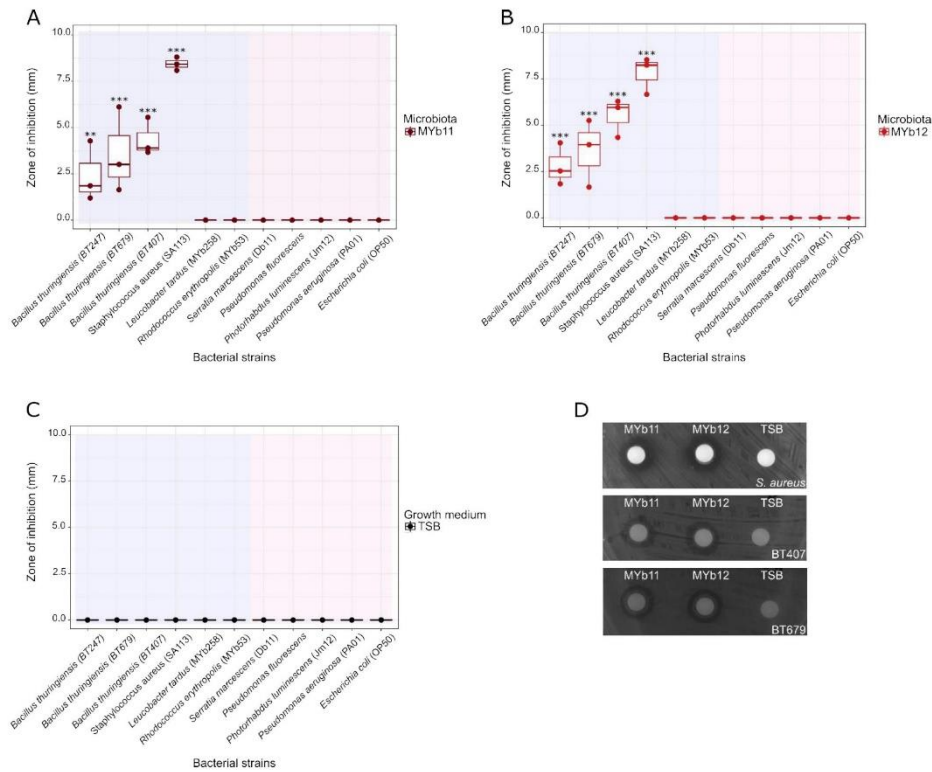 A
10.0
7.5
5.0
2.5
0.0
Zone of inhibition (mm)
**
***
***
***
Bacillus thuringiensis (BT247)
Bacillus thuringiensis (BT679)
Bacillus thuringiensis (BT407)
Staphylococcus aureus (SA113)
Leucobacter tardus (MYb258)
Rhodococcus erythropolis (MYb53)
Serratia marcescens (Db11)
Pseudomonas fluorescens
Photorhabdus luminescens (Jm12)
Pseudomonas aeruginosa (PA01)
Escherichia coli (OP50)
Bacterial strains
Microbiota
MYb11
B
10.0
7.5
5.0
2.5
0.0
Zone of inhibition (mm)
***
***
***
***
Bacillus thuringiensis (BT247)
Bacillus thuringiensis (BT679)
Bacillus thuringiensis (BT407)
Staphylococcus aureus (SA113)
Leucobacter tardus (MYb258)
Rhodococcus erythropolis (MYb53)
Serratia marcescens (Db11)
Pseudomonas fluorescens
Photorhabdus luminescens (Jm12)
Pseudomonas aeruginosa (PA01)
Escherichia coli (OP50)
Bacterial strains
Microbiota
MYb12
C
10.0
7.5
5.0
2.5
0.0
Zone of inhibition (mm)
Bacillus thuringiensis (BT247)
Bacillus thuringiensis (BT679)
Bacillus thuringiensis (BT407)
Staphylococcus aureus (SA113)
Leucobacter tardus (MYb258)
Rhodococcus erythropolis (MYb53)
Serratia marcescens (Db11)
Pseudomonas fluorescens
Photorhabdus luminescens (Jm12)
Pseudomonas aeruginosa (PA01)
Escherichia coli (OP50)
Bacterial strains
Growth medium
TSB
D
MYb11 MYb12 TSB
S. aureus
MYb11 MYb12 TSB
BT407
MYb11 MYb12 TSB
BT679